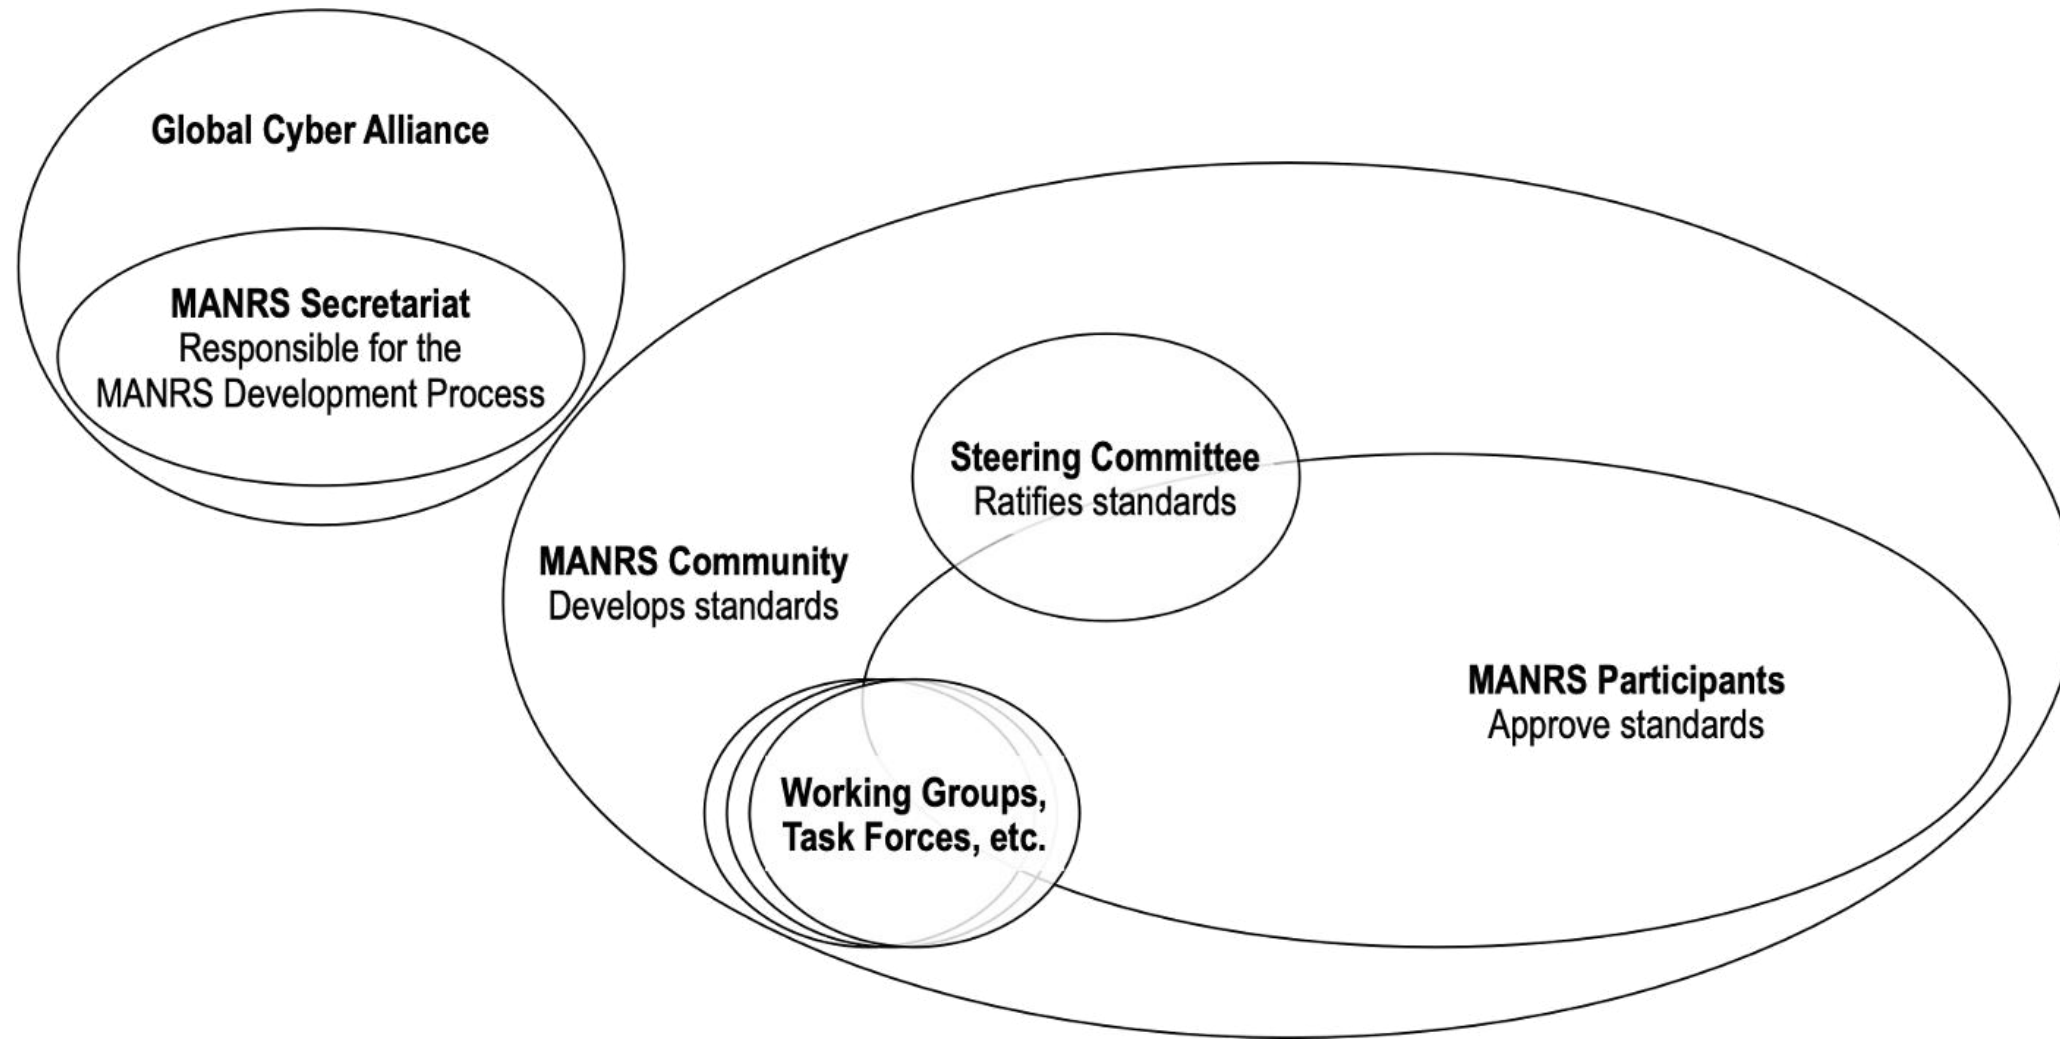 Global Cyber Alliance
MANRS Secretariat
Responsible for the
MANRS Development Process
Steering Committee
Ratifies standards
MANRS Community
Develops standards
MANRS Participants
Approve standards
Working Groups,
Task Forces, etc.